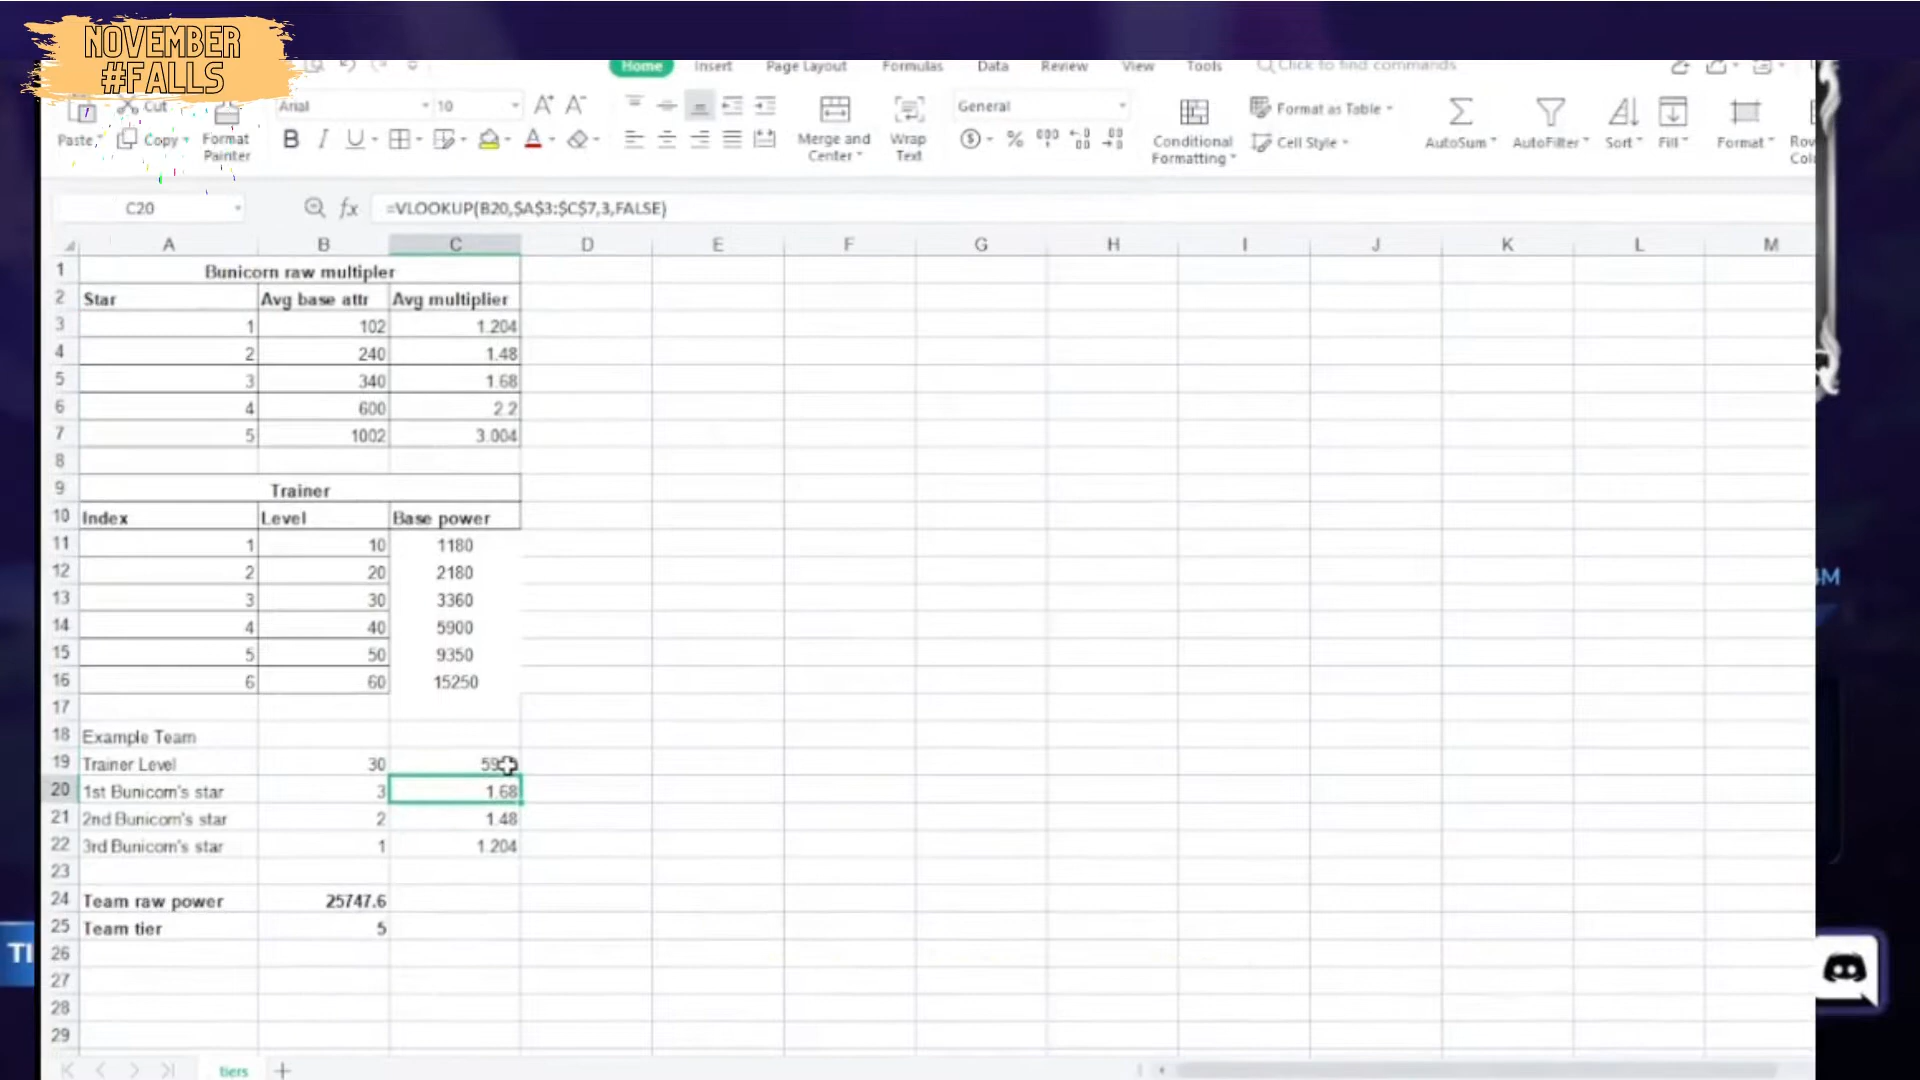 NOVEMBER
#FALLS
Home Insert Page Layout Formulas Data Review View Tools Click to find commands
Paste Cut Copy Format Painter
Arial 10 A+ A-
B I U A
Merge and Center Wrap Text
General
% 000
Conditional Formatting Format as Table Cell Style
AutoSum AutoFilter Sort Fill Format
C20 fx =VLOOKUP(B20,$A$3:$C$7,3,FALSE)
A B C D E F G H I J K L M
1 Bunicorn raw multipler
2 Star Avg base attr Avg multiplier
3 1 102 1.204
4 2 240 1.48
5 3 340 1.68
6 4 600 2.2
7 5 1002 3.004
8
9 Trainer
10 Index Level Base power
11 1 10 1180
12 2 20 2180
13 3 30 3360
14 4 40 5900
15 5 50 9350
16 6 60 15250
17
18 Example Team
19 Trainer Level 30
20 1st Bunicorn's star 3 1.68
21 2nd Bunicorn's star 2 1.48
22 3rd Bunicorn's star 1 1.204
23
24 Team raw power 25747.6
25 Team tier 5
26
27
28
29
tiers